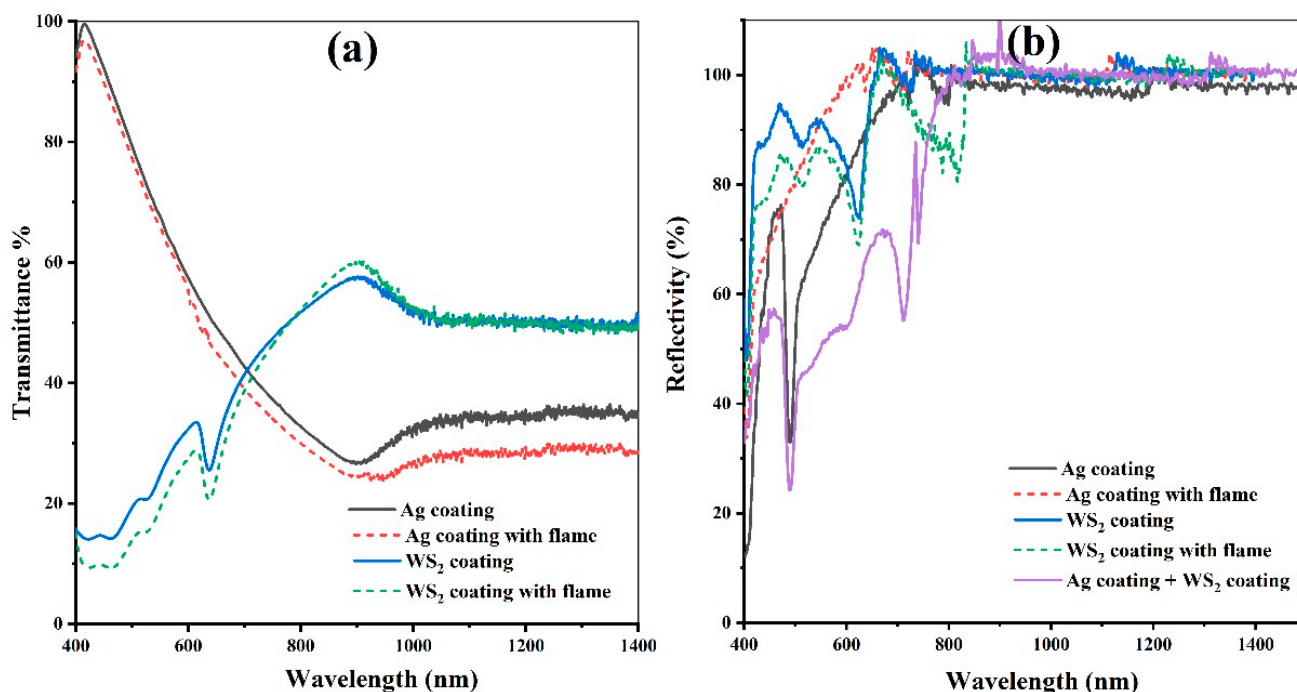 (a)
100
80
60
40
20
0
Transmittance %
400 600 800 1000 1200 1400
Wavelength (nm)
Ag coating
Ag coating with flame
WS₂ coating
WS₂ coating with flame
(b)
100
80
60
40
20
0
Reflectivity (%)
400 600 800 1000 1200 1400
Wavelength (nm)
Ag coating
Ag coating with flame
WS₂ coating
WS₂ coating with flame
Ag coating + WS₂ coating